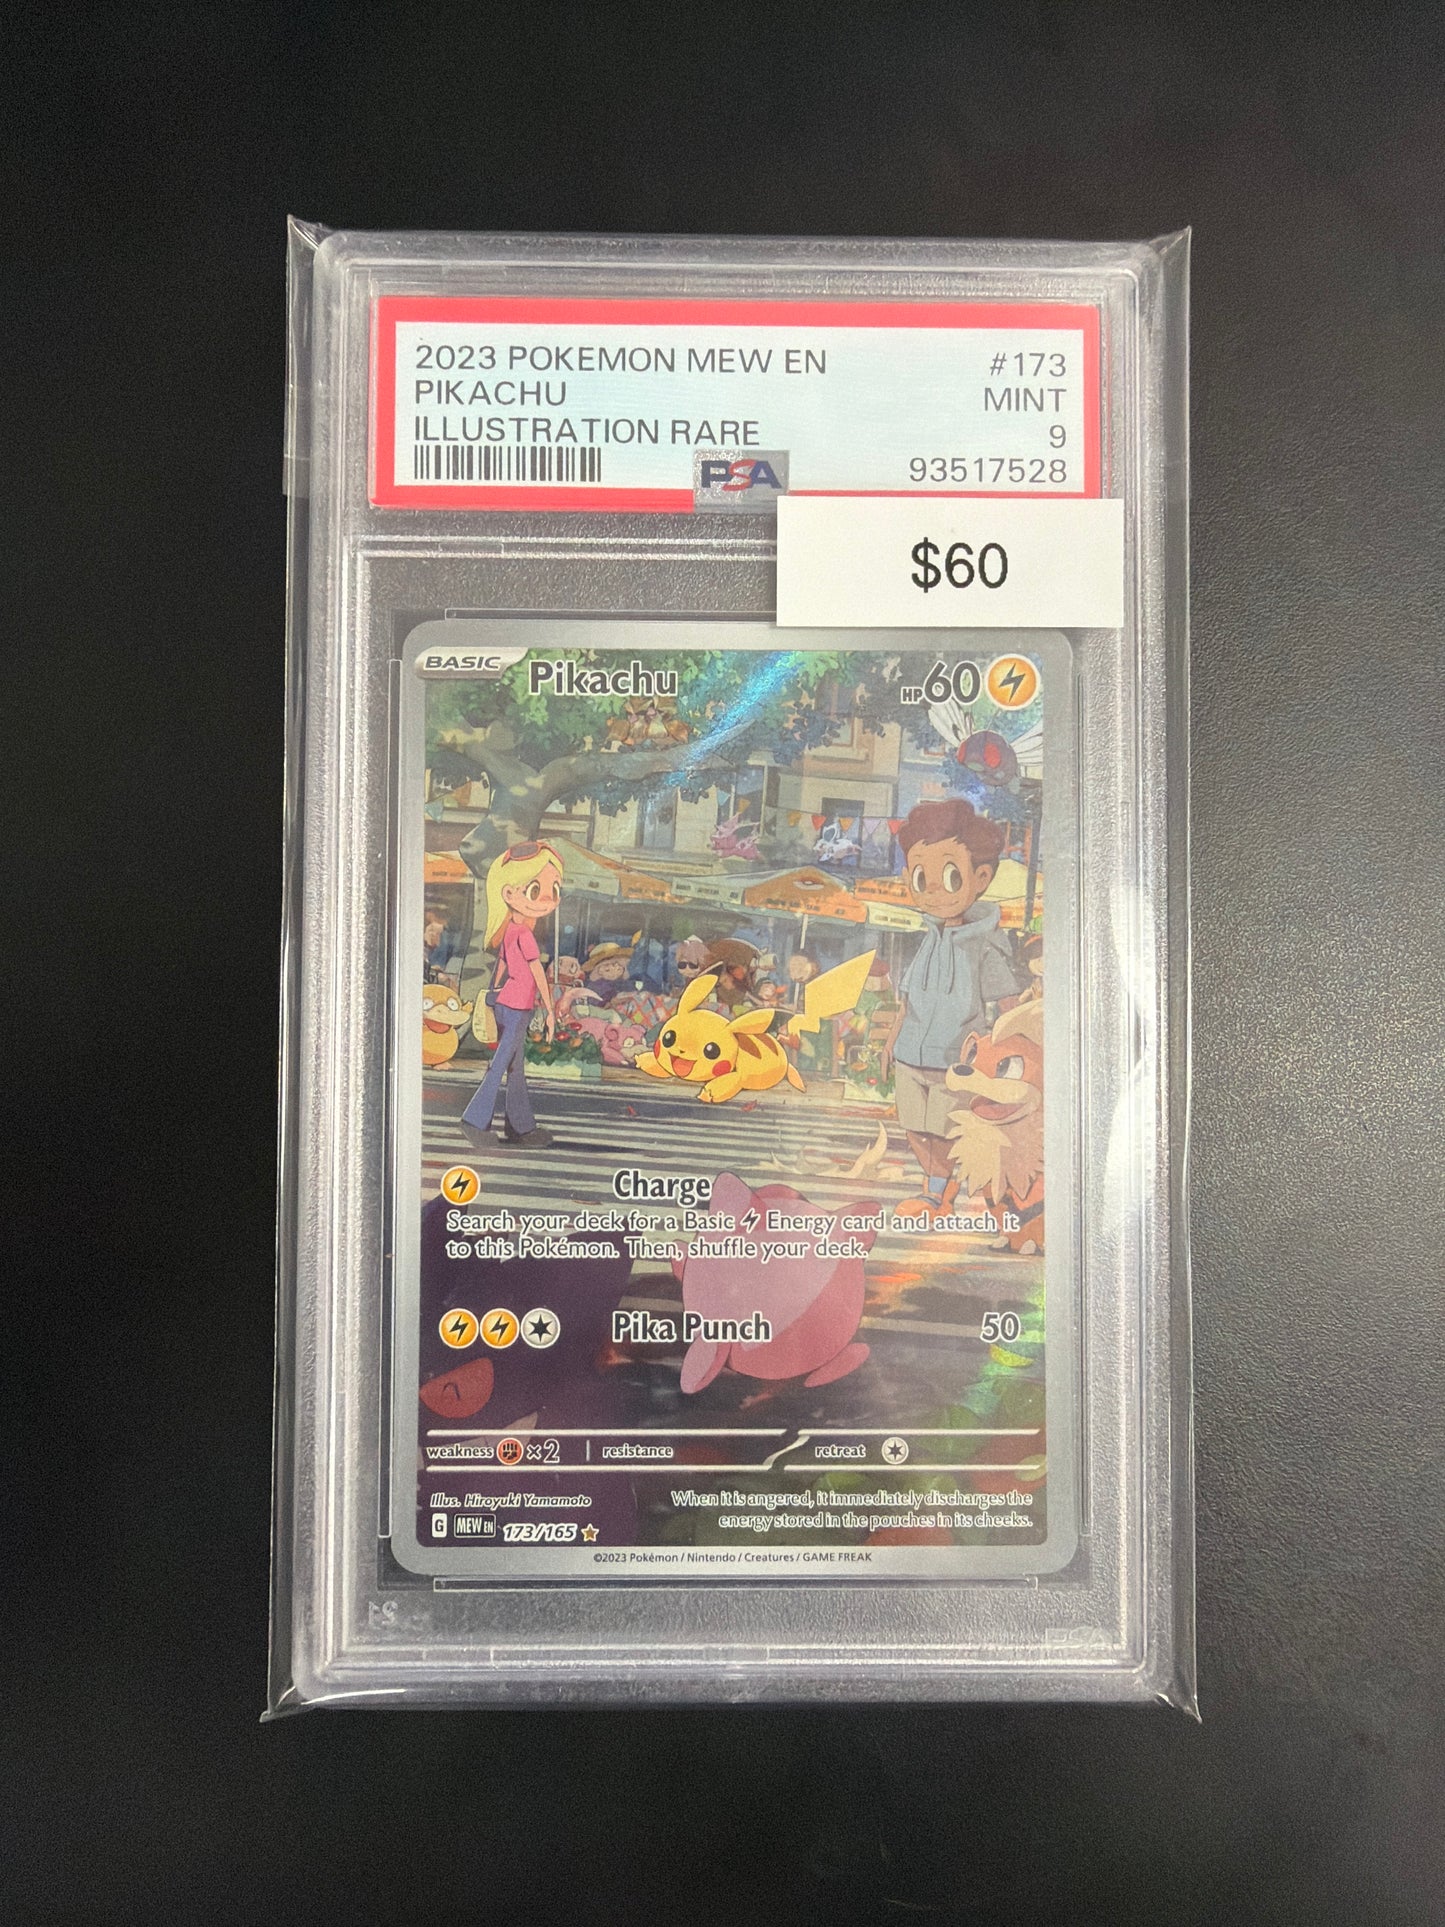 2023 POKEMON MEW EN #173
PIKACHU MINT
ILLUSTRATION RARE 9
PSA 93517528
$60
BASIC Pikachu HP60
Charge
Search your deck for a Basic Energy card and attach it
to this Pokémon. Then, shuffle your deck.
Pika Punch 50
weakness ×2 resistance retreat
Illus. Hiroyuki Yamamoto
When it is angered, it immediately discharges the
energy stored in the pouches in its cheeks.
G MEW EN 173/165
©2023 Pokémon / Nintendo / Creatures / GAME FREAK